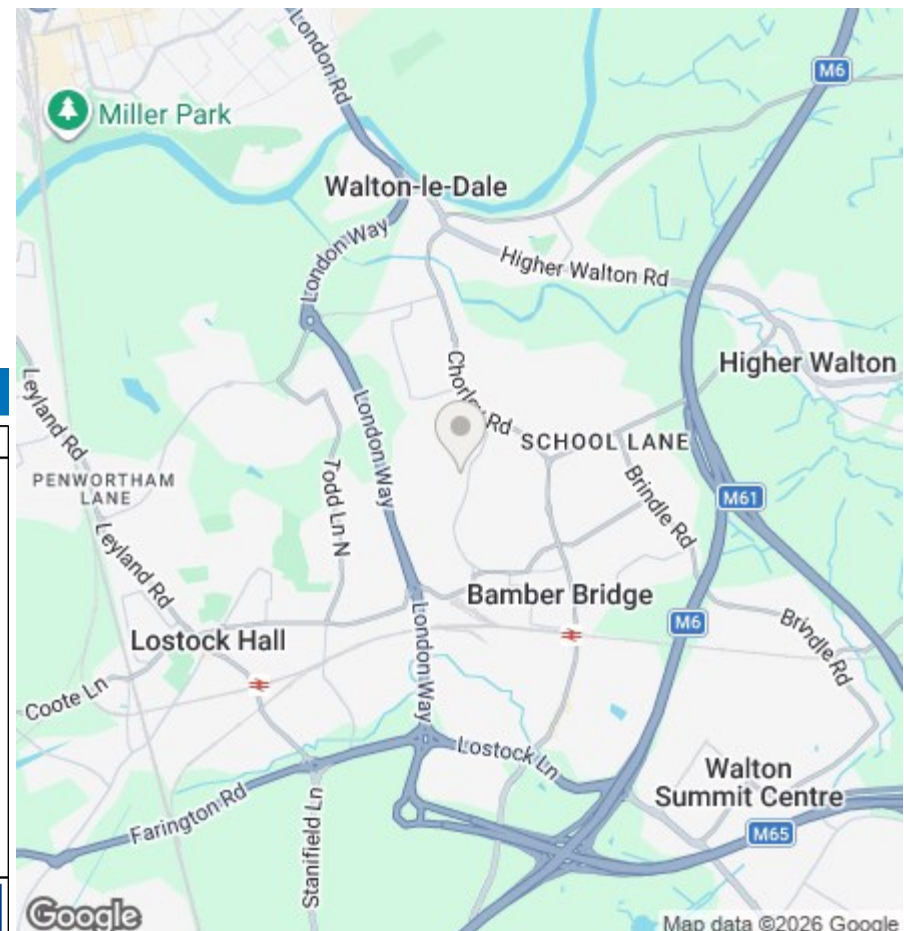 London Rd
M6
Miller Park
Walton-le-Dale
London Way
Higher Walton Rd
Higher Walton
Chorley Rd
Leyland Rd
London Way
SCHOOL LANE
PENWORTHAM
LANE
Todd Ln N
Brindle Rd
M61
Leyland Rd
Bamber Bridge
M6
Lostock Hall
London Way
Brindle Rd
Coote Ln
Lostock Ln
Walton
Summit Centre
Farington Rd
Stanifield Ln
M65
Google
Map data ©2026 Google